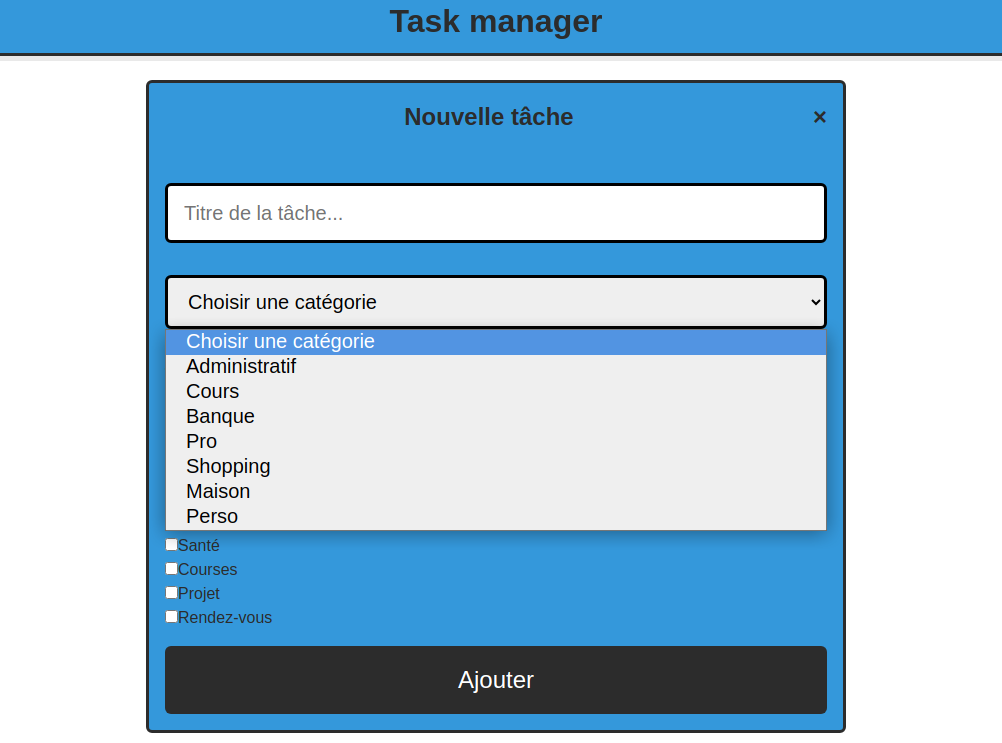 Task manager
Nouvelle tâche ×
Titre de la tâche...
Choisir une catégorie
Choisir une catégorie
Administratif
Cours
Banque
Pro
Shopping
Maison
Perso
Santé
Courses
Projet
Rendez-vous
Ajouter